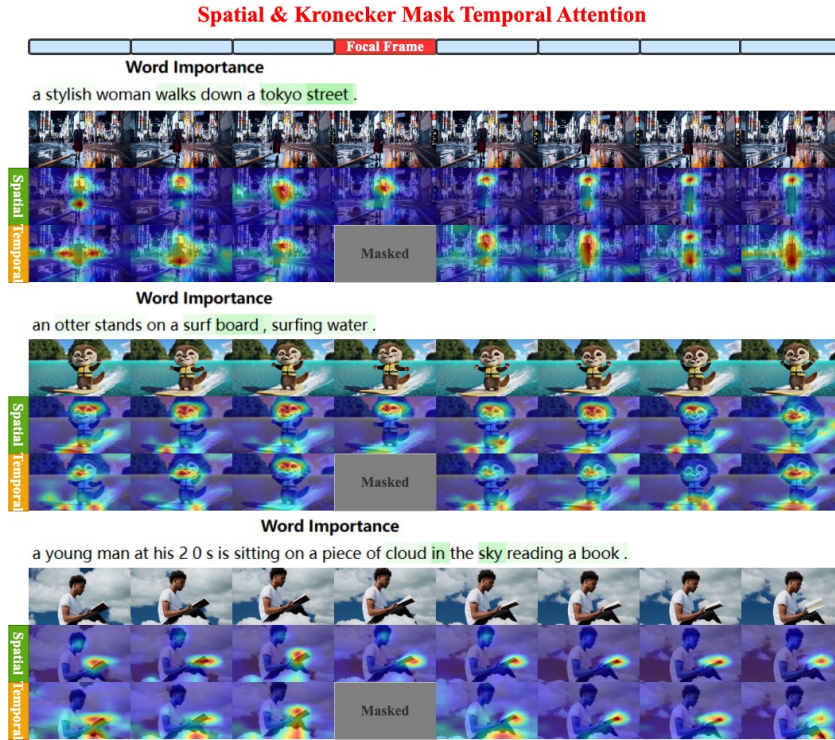 Spatial & Kronecker Mask Temporal Attention
Focal Frame
Word Importance
a stylish woman walks down a tokyo street .
Spatial
Temporal
Masked
Word Importance
an otter stands on a surf board , surfing water .
Spatial
Temporal
Masked
Word Importance
a young man at his 2 0 s is sitting on a piece of cloud in the sky reading a book .
Spatial
Temporal
Masked